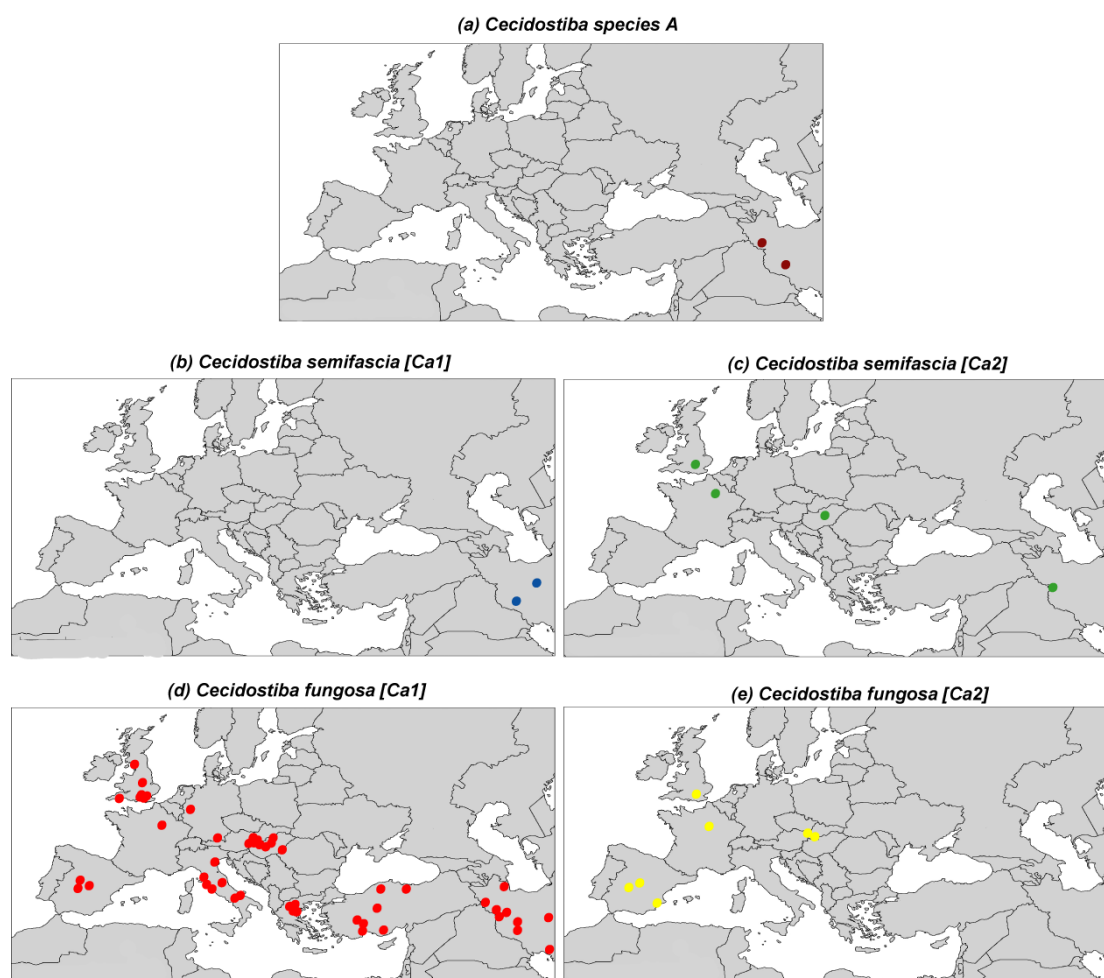 (a) Cecidostiba species A
(b) Cecidostiba semifascia [Ca1]
(c) Cecidostiba semifascia [Ca2]
(d) Cecidostiba fungosa [Ca1]
(e) Cecidostiba fungosa [Ca2]